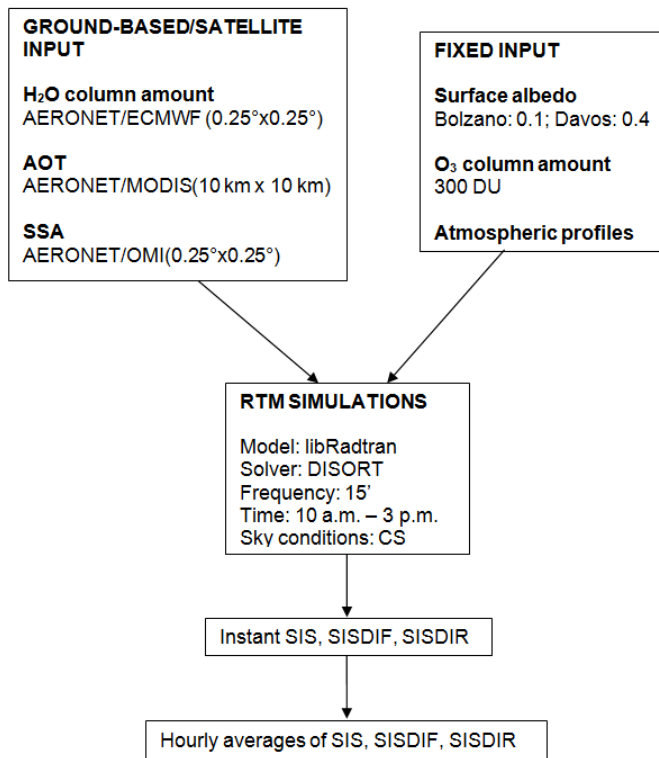 GROUND-BASED/SATELLITE
INPUT
H₂O column amount
AERONET/ECMWF (0.25°x0.25°)
AOT
AERONET/MODIS(10 km x 10 km)
SSA
AERONET/OMI(0.25°x0.25°)
FIXED INPUT
Surface albedo
Bolzano: 0.1; Davos: 0.4
O₃ column amount
300 DU
Atmospheric profiles
RTM SIMULATIONS
Model: libRadtran
Solver: DISORT
Frequency: 15’
Time: 10 a.m. – 3 p.m.
Sky conditions: CS
Instant SIS, SISDIF, SISDIR
Hourly averages of SIS, SISDIF, SISDIR